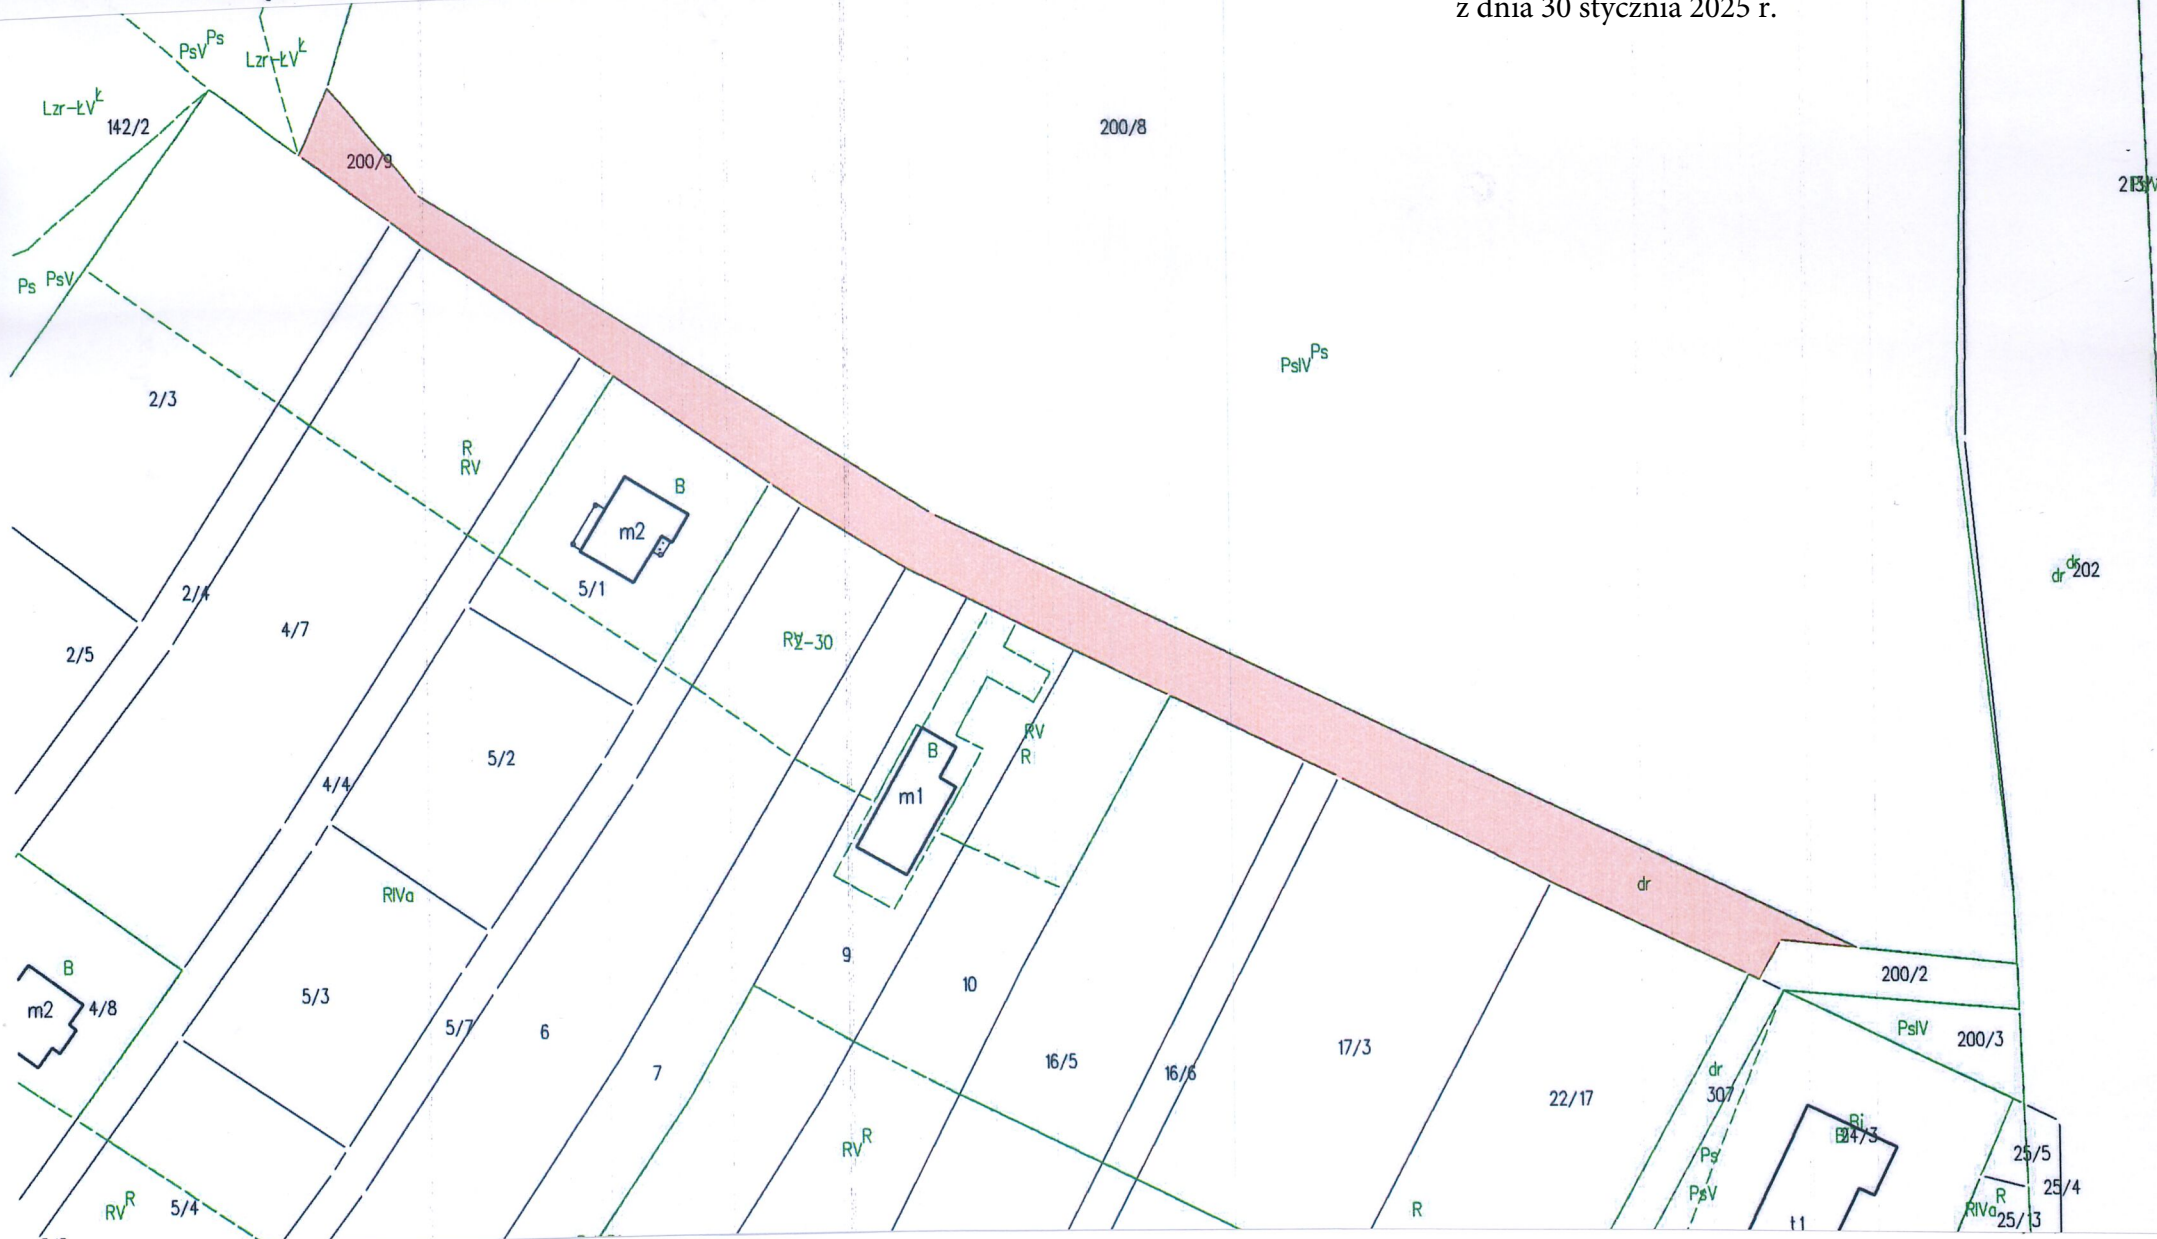 z dnia 30 stycznia 2025 r.
PsV Ps
Lzr-ŁV Ł
Lzr-ŁV Ł
142/2
200/9
200/8
Ps PsV
PsIV Ps
2/3
R
RV
B
m2
5/1
dr dr 202
2/4
4/7
2/5
-30
RV
R
B
m1
5/2
4/4
dr
RIVa
9
10
200/2
B
m2
4/8
5/3
5/7
6
7
16/5
16/6
17/3
22/17
PsIV
200/3
dr
307
Bi
24/3
RV R
Ps
PsV
25/5
25/4
R
RIVa
25/13
RV R
5/4
R
t1